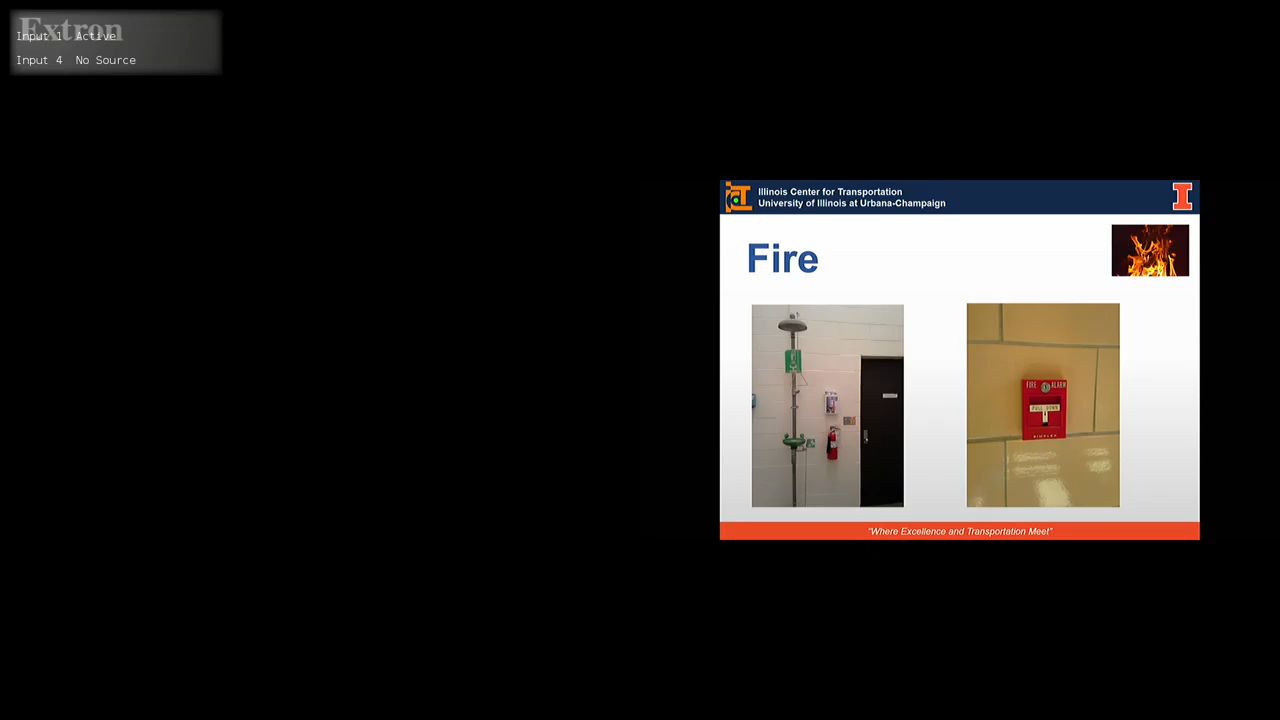 Extron
Input 1 Active
Input 4 No Source
Illinois Center for Transportation
University of Illinois at Urbana-Champaign
I
Fire
FIRE ALARM
PULL DOWN
SIMPLEX
"Where Excellence and Transportation Meet"